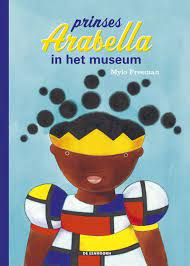 prinses
Arabella
in het museum
Mylo Freeman
DE EENHOORN